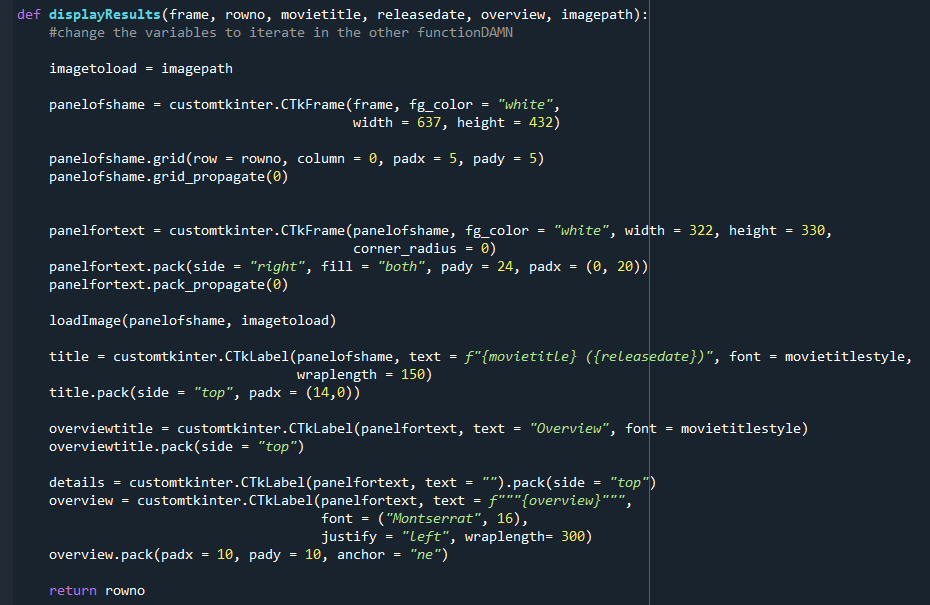 def displayResults(frame, rowno, movietitle, releasedate, overview, imagepath):
    #change the variables to iterate in the other functionDAMN
    imagetoload = imagepath
    panelofshame = customtkinter.CTkFrame(frame, fg_color = "white",
                                          width = 637, height = 432)
    panelofshame.grid(row = rowno, column = 0, padx = 5, pady = 5)
    panelofshame.grid_propagate(0)
    panelfortext = customtkinter.CTkFrame(panelofshame, fg_color = "white", width = 322, height = 330,
                                          corner_radius = 0)
    panelfortext.pack(side = "right", fill = "both", pady = 24, padx = (0, 20))
    panelfortext.pack_propagate(0)
    loadImage(panelofshame, imagetoload)
    title = customtkinter.CTkLabel(panelofshame, text = f"{movietitle} ({releasedate})", font = movietitlestyle,
                                   wraplength = 150)
    title.pack(side = "top", padx = (14,0))
    overviewtitle = customtkinter.CTkLabel(panelfortext, text = "Overview", font = movietitlestyle)
    overviewtitle.pack(side = "top")
    details = customtkinter.CTkLabel(panelfortext, text = "").pack(side = "top")
    overview = customtkinter.CTkLabel(panelfortext, text = f"""{overview}""",
                                      font = ("Montserrat", 16),
                                      justify = "left", wraplength= 300)
    overview.pack(padx = 10, pady = 10, anchor = "ne")
    return rowno